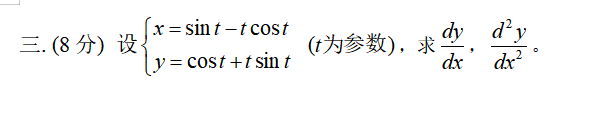 三. (8 分) 设 { x = sin t − t cos t
y = cos t + t sin t (t为参数)，求 dy/dx，d²y/dx²。